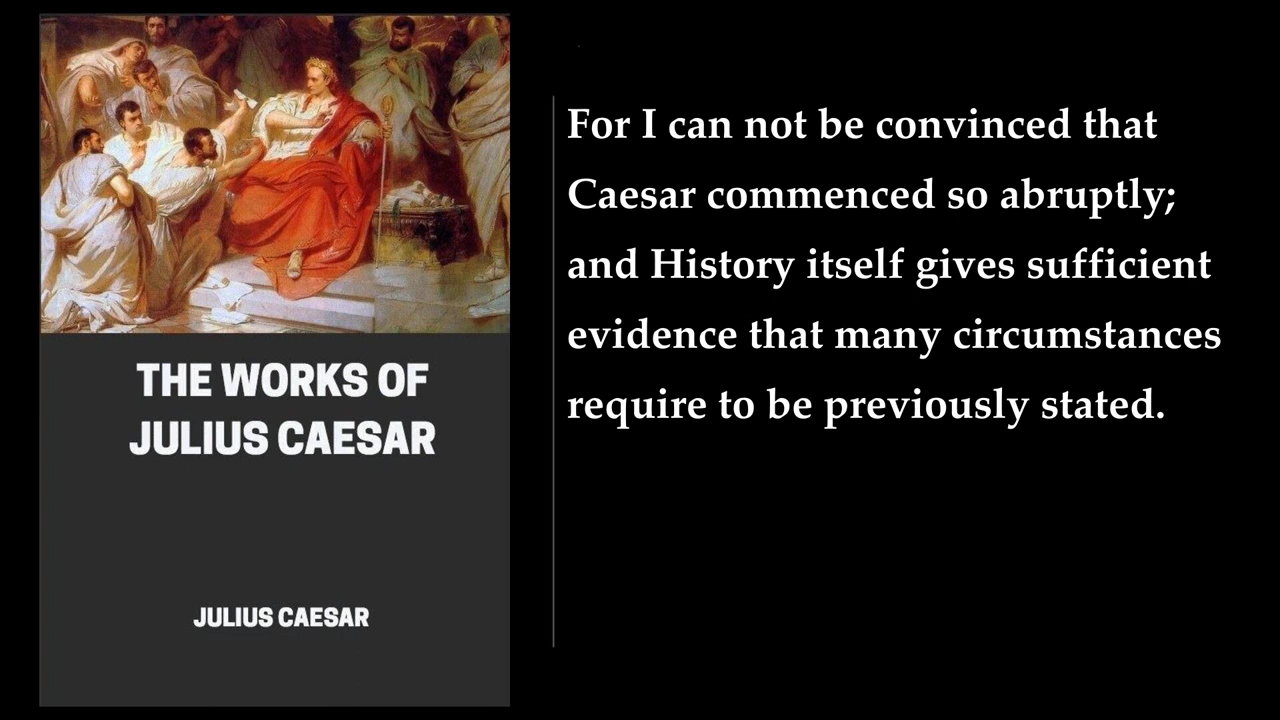 THE WORKS OF
JULIUS CAESAR
JULIUS CAESAR
For I can not be convinced that
Caesar commenced so abruptly;
and History itself gives sufficient
evidence that many circumstances
require to be previously stated.